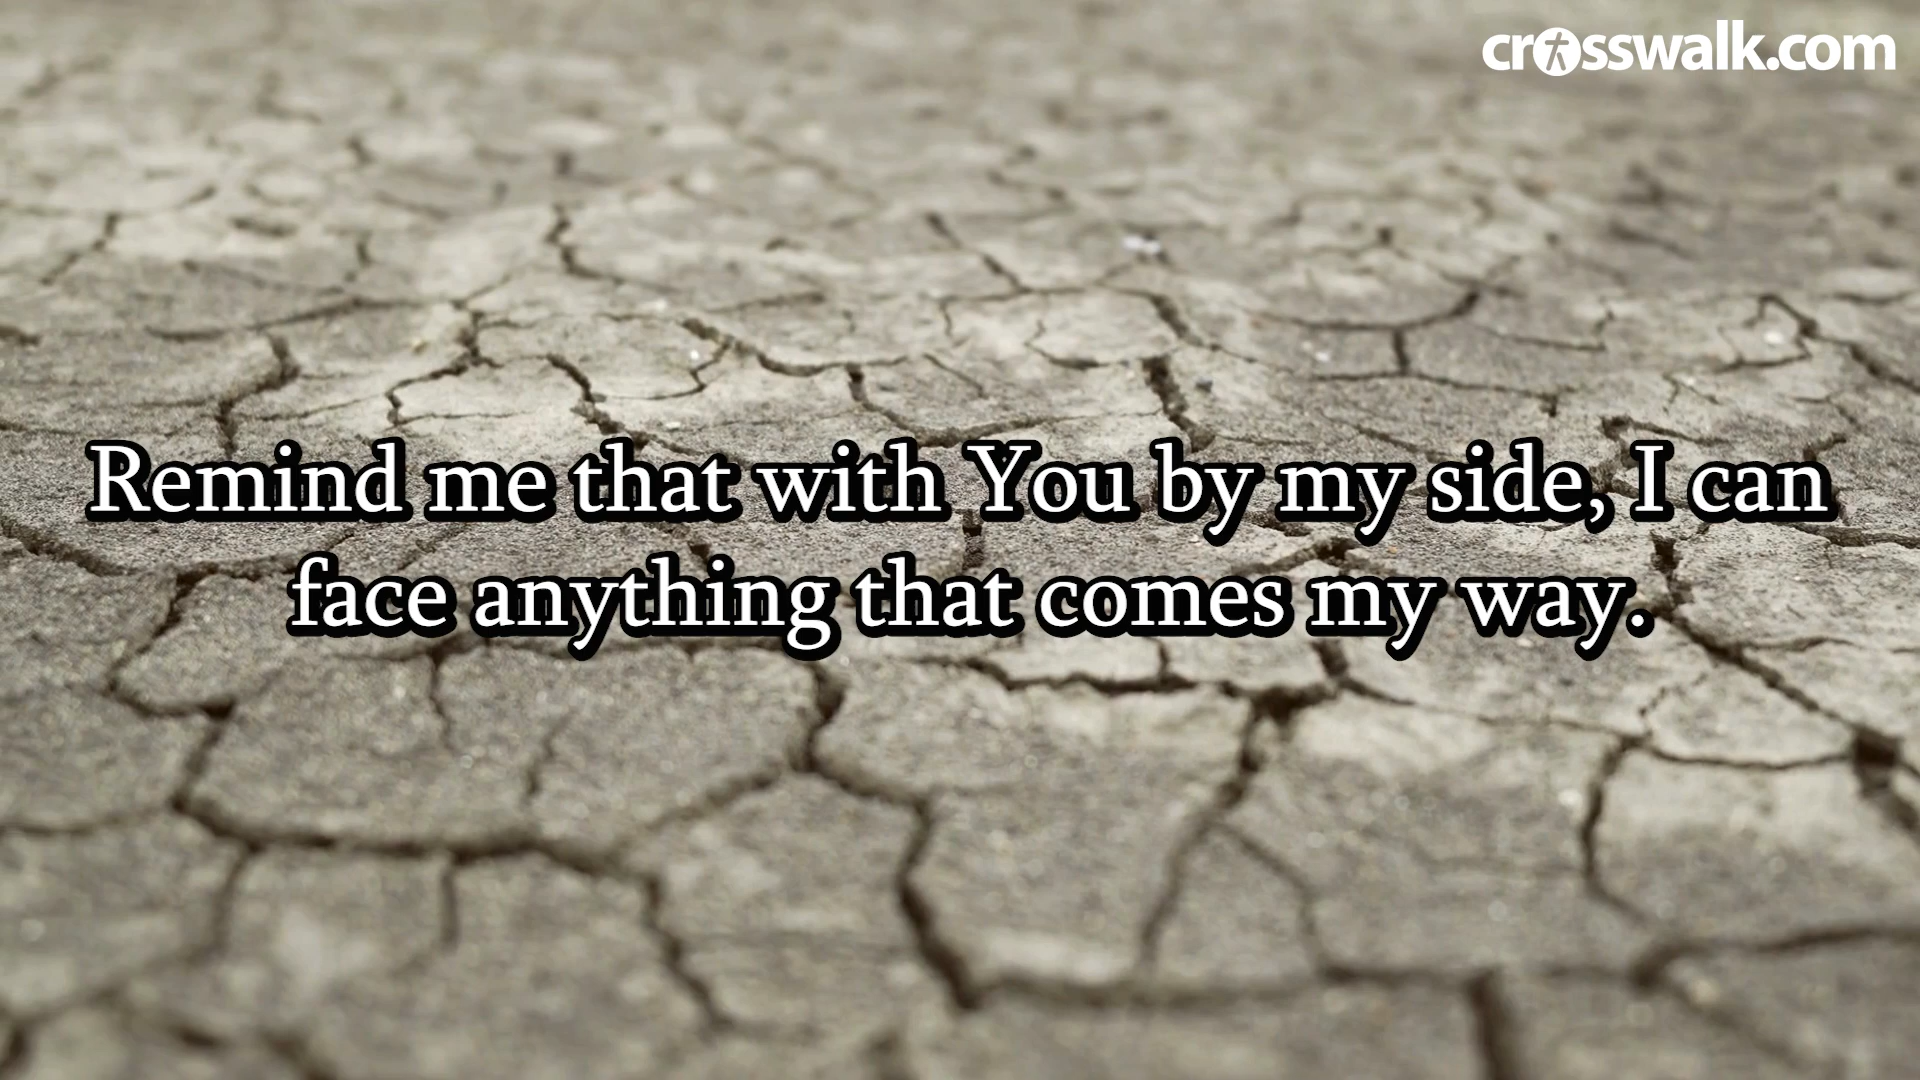 crosswalk.com
Remind me that with You by my side, I can
face anything that comes my way.